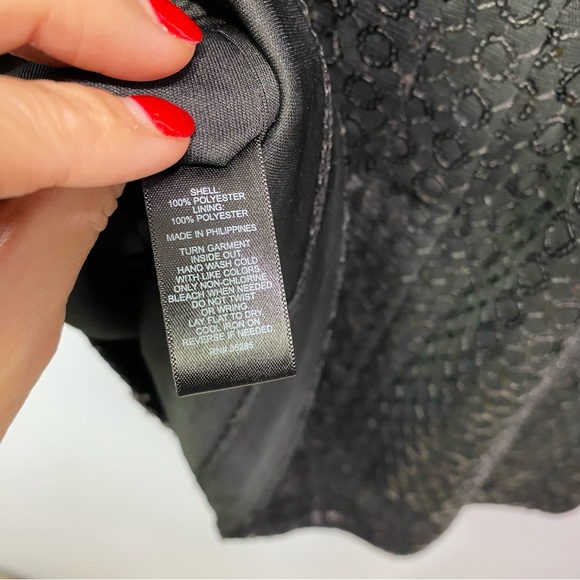 SHELL:
100% POLYESTER
LINING:
100% POLYESTER
MADE IN PHILIPPINES
TURN GARMENT
INSIDE OUT
HAND WASH COLD
WITH LIKE COLORS
ONLY NON-CHLORINE
BLEACH WHEN NEEDED
DO NOT TWIST
OR WRING
LAY FLAT TO DRY
COOL IRON ON
REVERSE IF NEEDED